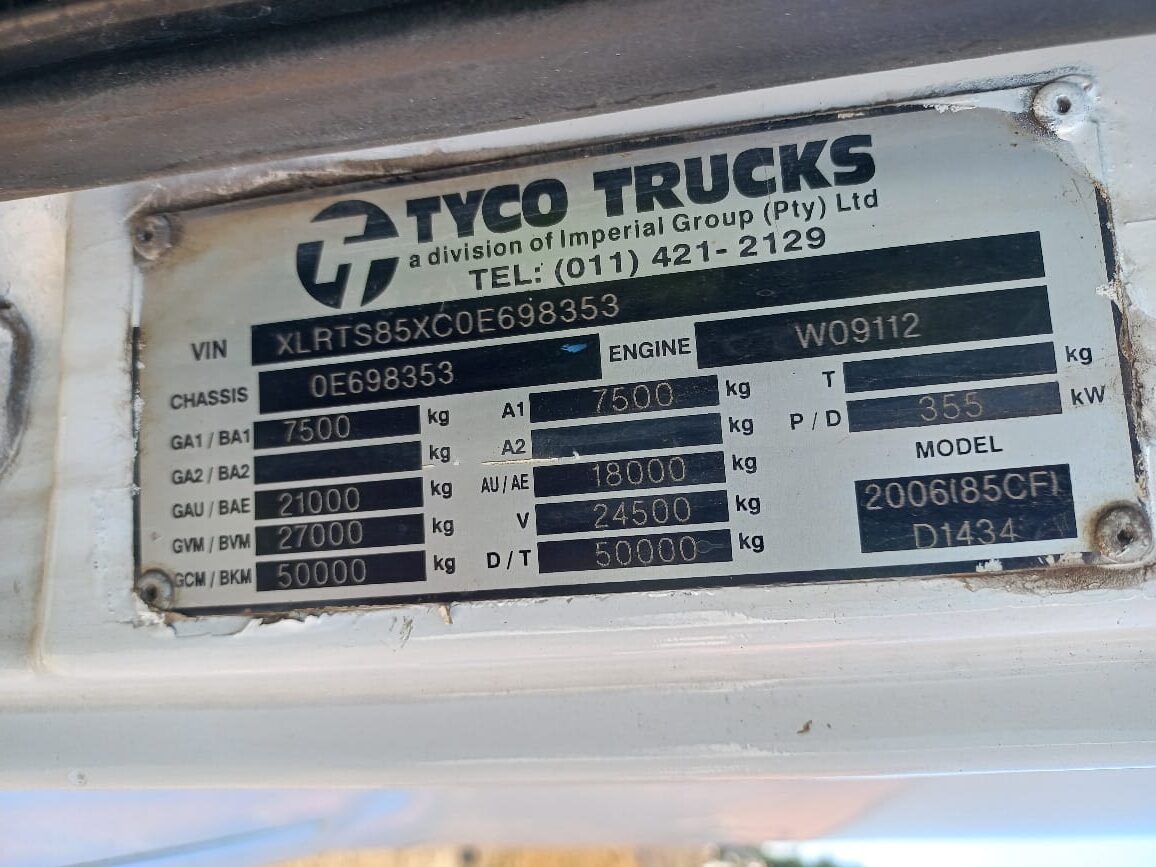 TYCO TRUCKS
a division of Imperial Group (Pty) Ltd
TEL: (011) 421-2129
VIN XLRTS85XC0E698353
CHASSIS 0E698353 ENGINE W09112
GA1 / BA1 7500 kg A1 7500 kg T kg
GA2 / BA2 kg A2 kg P / D 355 kW
GAU / BAE 21000 kg AU / AE 18000 kg MODEL
GVM / BVM 27000 kg V 24500 kg 2006(85CF)
GCM / BKM 50000 kg D / T 50000 kg D1434